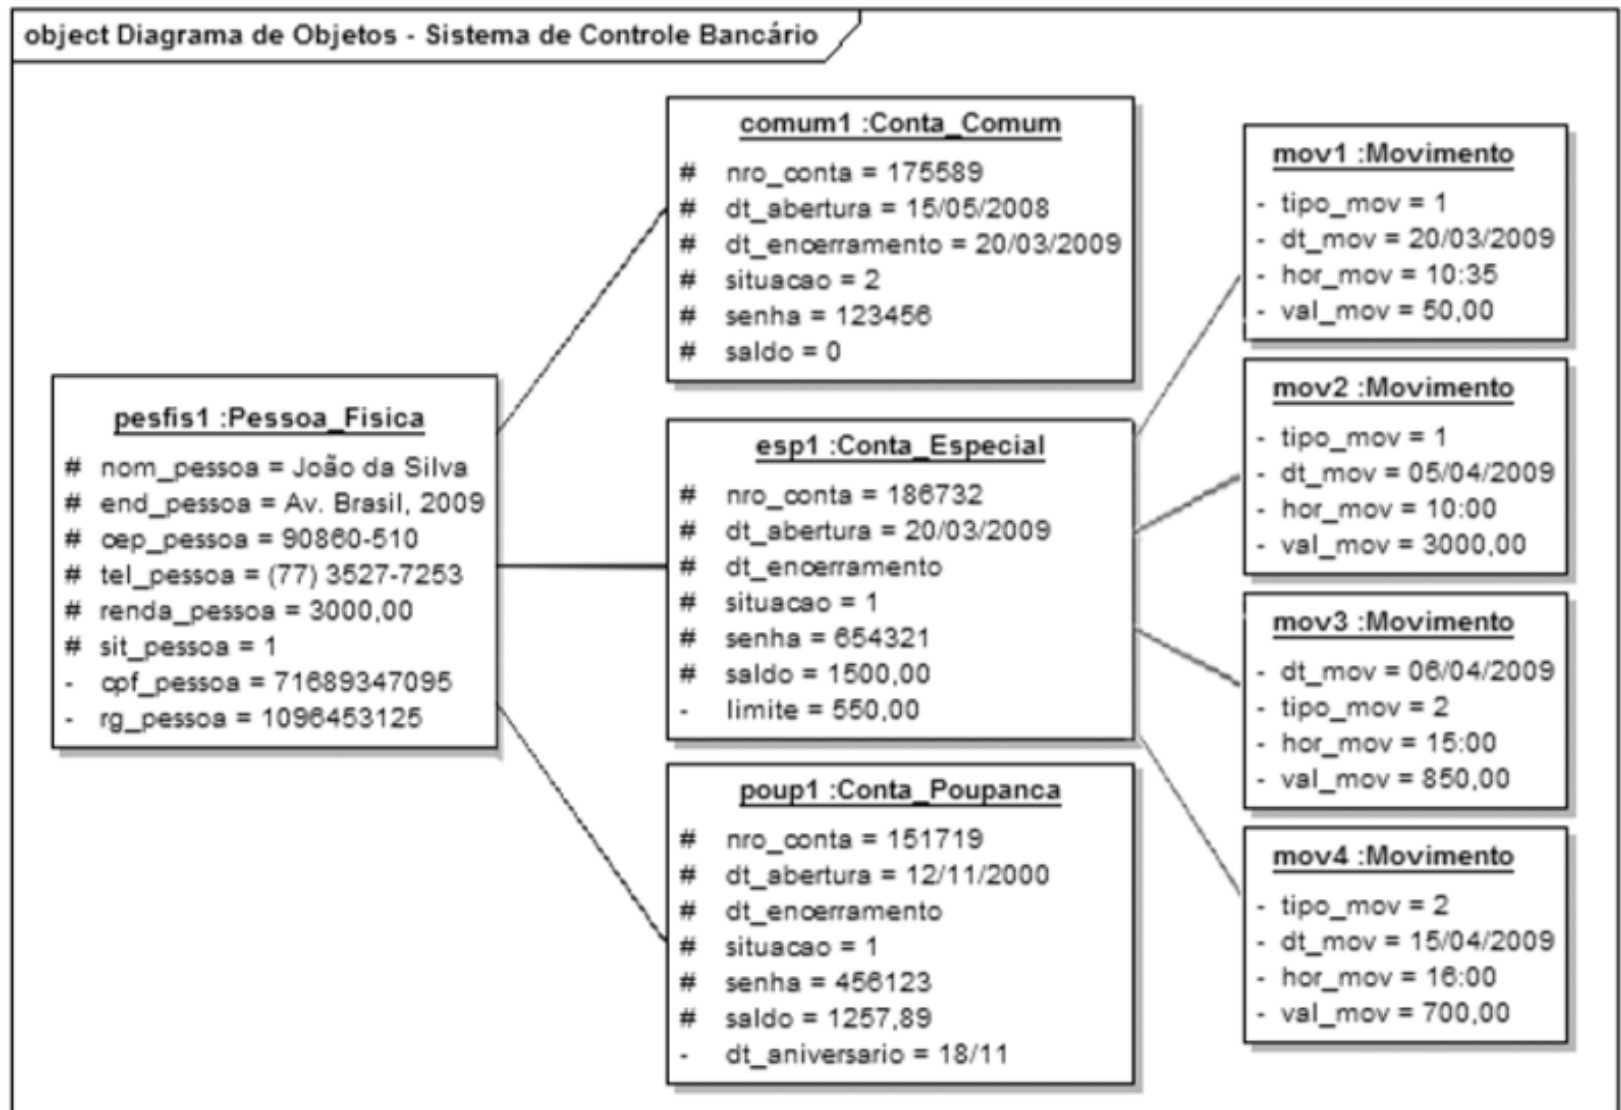 object Diagrama de Objetos - Sistema de Controle Bancário
pesfis1 :Pessoa_Fisica
# nom_pessoa = João da Silva
# end_pessoa = Av. Brasil, 2009
# cep_pessoa = 90860-510
# tel_pessoa = (77) 3527-7253
# renda_pessoa = 3000,00
# sit_pessoa = 1
- cpf_pessoa = 71689347095
- rg_pessoa = 1096453125
comum1 :Conta_Comum
# nro_conta = 175589
# dt_abertura = 15/05/2008
# dt_encerramento = 20/03/2009
# situacao = 2
# senha = 123456
# saldo = 0
esp1 :Conta_Especial
# nro_conta = 186732
# dt_abertura = 20/03/2009
# dt_encerramento
# situacao = 1
# senha = 654321
# saldo = 1500,00
- limite = 550,00
poup1 :Conta_Poupanca
# nro_conta = 151719
# dt_abertura = 12/11/2000
# dt_encerramento
# situacao = 1
# senha = 456123
# saldo = 1257,89
- dt_aniversario = 18/11
mov1 :Movimento
- tipo_mov = 1
- dt_mov = 20/03/2009
- hor_mov = 10:35
- val_mov = 50,00
mov2 :Movimento
- tipo_mov = 1
- dt_mov = 05/04/2009
- hor_mov = 10:00
- val_mov = 3000,00
mov3 :Movimento
- dt_mov = 06/04/2009
- tipo_mov = 2
- hor_mov = 15:00
- val_mov = 850,00
mov4 :Movimento
- tipo_mov = 2
- dt_mov = 15/04/2009
- hor_mov = 16:00
- val_mov = 700,00